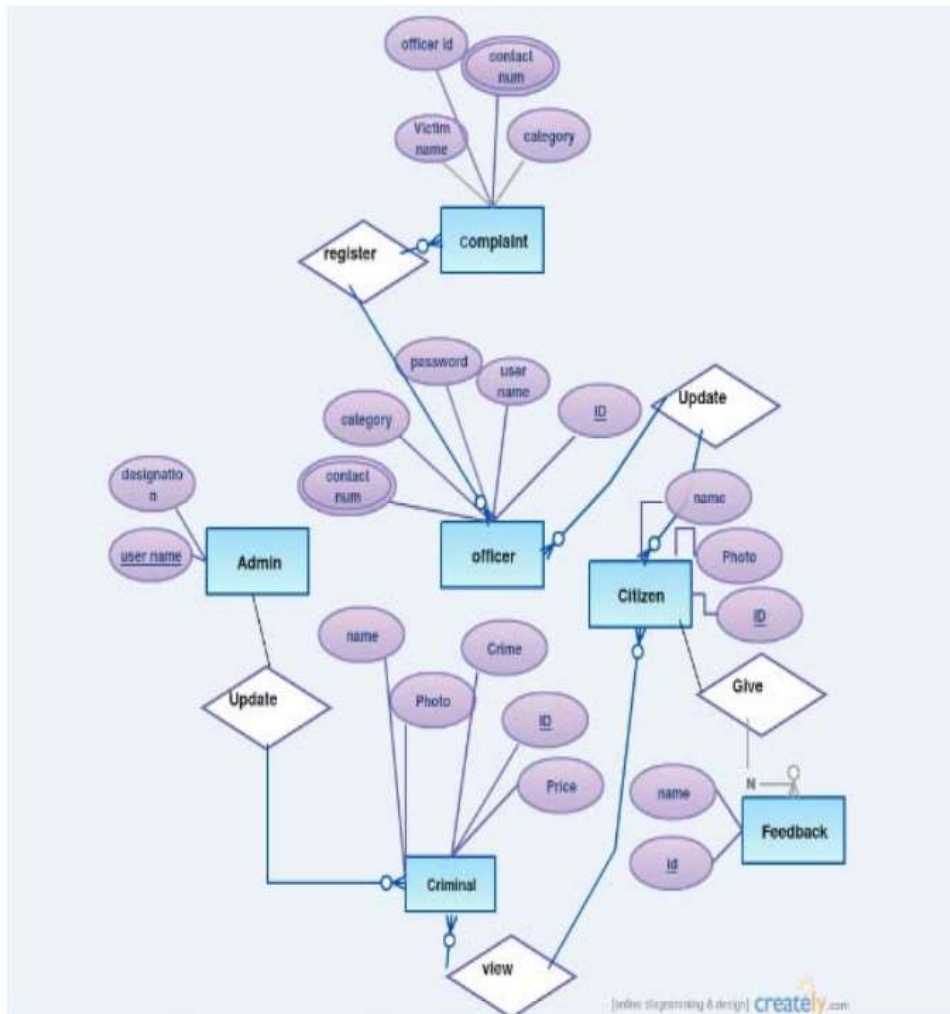 officer id
contact
num
Victim
name
category
Complaint
register
password
user
name
Update
category
ID
contact
num
name
designatio
n
user name
Admin
officer
Photo
Citizen
ID
name
Crime
Give
Update
Photo
ID
Price
N
name
Feedback
id
Criminal
view
[online diagramming & design] creately.com